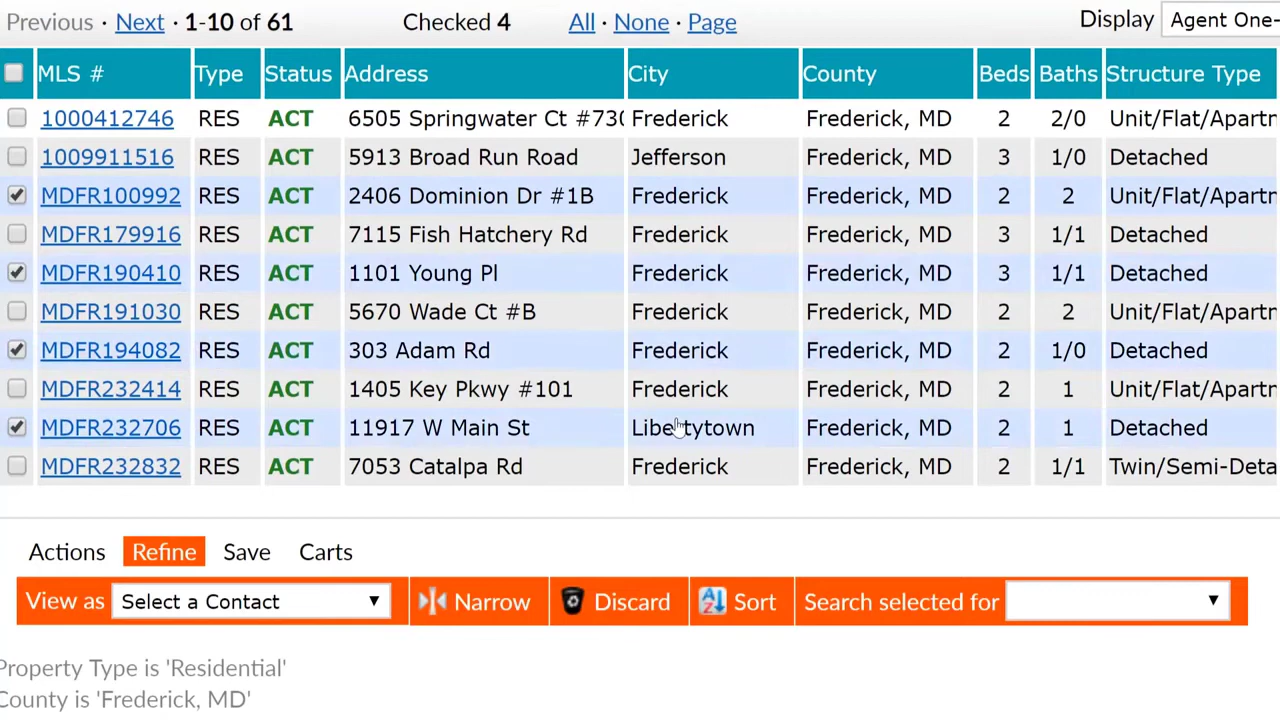 Previous · Next · 1-10 of 61 Checked 4 All · None · Page Display Agent One-
MLS # Type Status Address City County Beds Baths Structure Type
1000412746 RES ACT 6505 Springwater Ct #730 Frederick Frederick, MD 2 2/0 Unit/Flat/Apartm
1009911516 RES ACT 5913 Broad Run Road Jefferson Frederick, MD 3 1/0 Detached
MDFR100992 RES ACT 2406 Dominion Dr #1B Frederick Frederick, MD 2 2 Unit/Flat/Apartm
MDFR179916 RES ACT 7115 Fish Hatchery Rd Frederick Frederick, MD 3 1/1 Detached
MDFR190410 RES ACT 1101 Young Pl Frederick Frederick, MD 3 1/1 Detached
MDFR191030 RES ACT 5670 Wade Ct #B Frederick Frederick, MD 2 2 Unit/Flat/Apartm
MDFR194082 RES ACT 303 Adam Rd Frederick Frederick, MD 2 1/0 Detached
MDFR232414 RES ACT 1405 Key Pkwy #101 Frederick Frederick, MD 2 1 Unit/Flat/Apartm
MDFR232706 RES ACT 11917 W Main St Libertytown Frederick, MD 2 1 Detached
MDFR232832 RES ACT 7053 Catalpa Rd Frederick Frederick, MD 2 1/1 Twin/Semi-Deta
Actions Refine Save Carts
View as Select a Contact Narrow Discard Sort Search selected for
Property Type is 'Residential'
County is 'Frederick, MD'